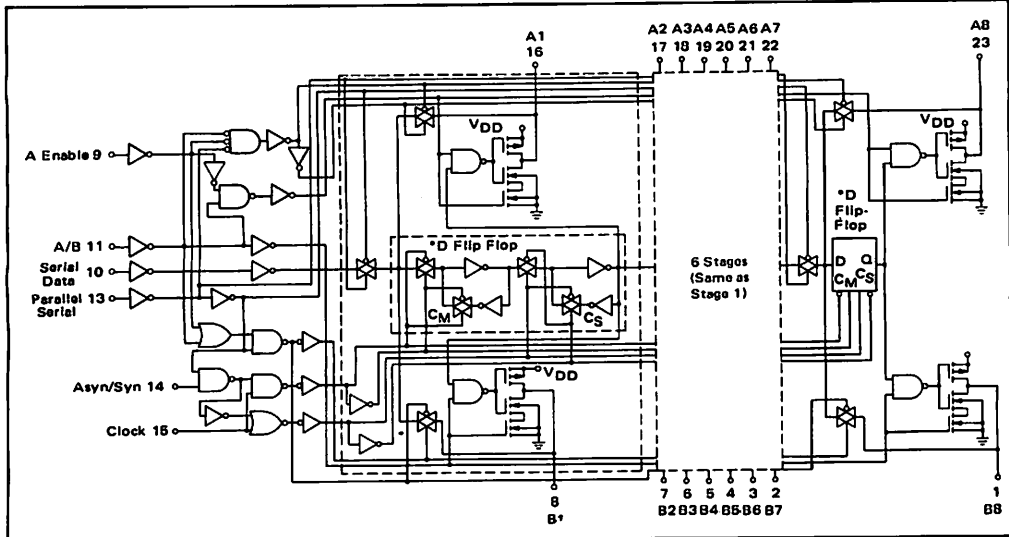 A1
16
A2 A3 A4 A5 A6 A7
17 18 19 20 21 22
A8
23
VDD
VDD
A Enable 9
*D
Flip-
Flop
A/B 11
*D Flip Flop
Serial
Data 10
6 Stages
(Same as
Stage 1)
D Q
CM CS
Parallel 13
Serial
CM
CS
VDD
Asyn/Syn 14
Clock 15
8
B1
7 6 5 4 3 2
B2 B3 B4 B5 B6 B7
1
B8